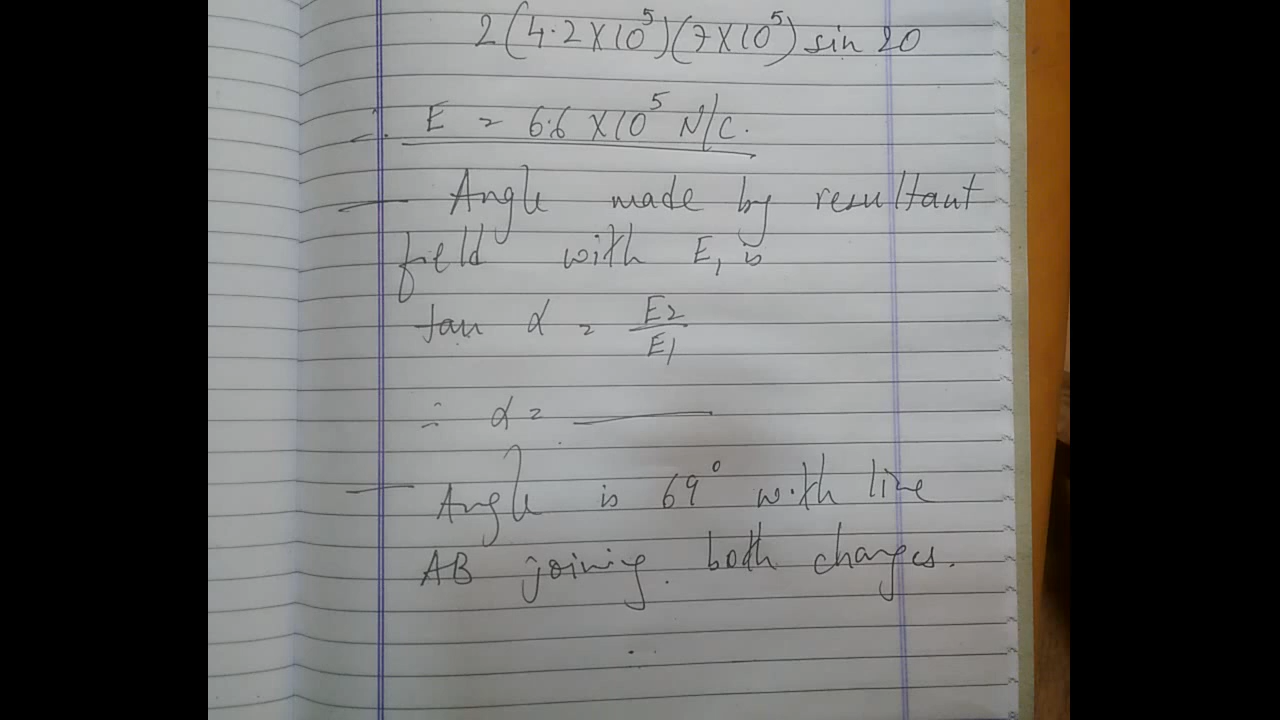 2(4.2×10⁵)(7×10⁵) sin 20
∴ E = 6.6 ×10⁵ N/C.
— Angle made by resultant
field with E₁ is
tan α = E2/E1
∴ α = ———
— Angle is 69° with line
AB joining both charges.